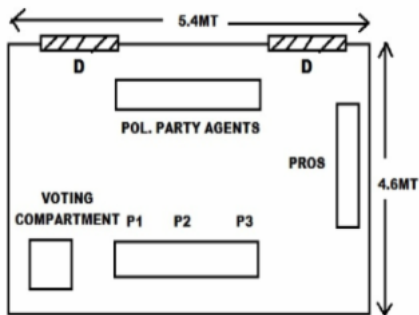 5.4MT
D D
POL. PARTY AGENTS
PROS
4.6MT
VOTING
COMPARTMENT
P1 P2 P3